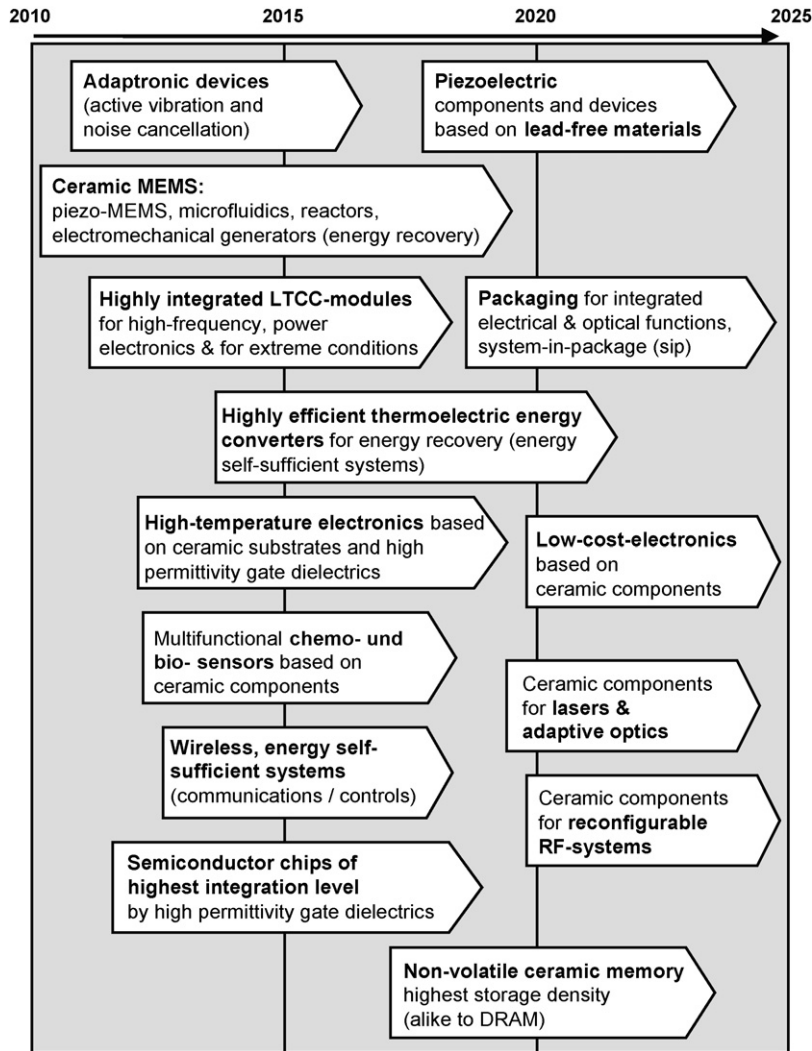 2010 2015 2020 2025
Adaptronic devices
(active vibration and
noise cancellation)
Piezoelectric
components and devices
based on lead-free materials
Ceramic MEMS:
piezo-MEMS, microfluidics, reactors,
electromechanical generators (energy recovery)
Highly integrated LTCC-modules
for high-frequency, power
electronics & for extreme conditions
Packaging for integrated
electrical & optical functions,
system-in-package (sip)
Highly efficient thermoelectric energy
converters for energy recovery (energy
self-sufficient systems)
High-temperature electronics based
on ceramic substrates and high
permittivity gate dielectrics
Low-cost-electronics
based on
ceramic components
Multifunctional chemo- und
bio- sensors based on
ceramic components
Ceramic components
for lasers &
adaptive optics
Wireless, energy self-
sufficient systems
(communications / controls)
Ceramic components
for reconfigurable
RF-systems
Semiconductor chips of
highest integration level
by high permittivity gate dielectrics
Non-volatile ceramic memory
highest storage density
(alike to DRAM)